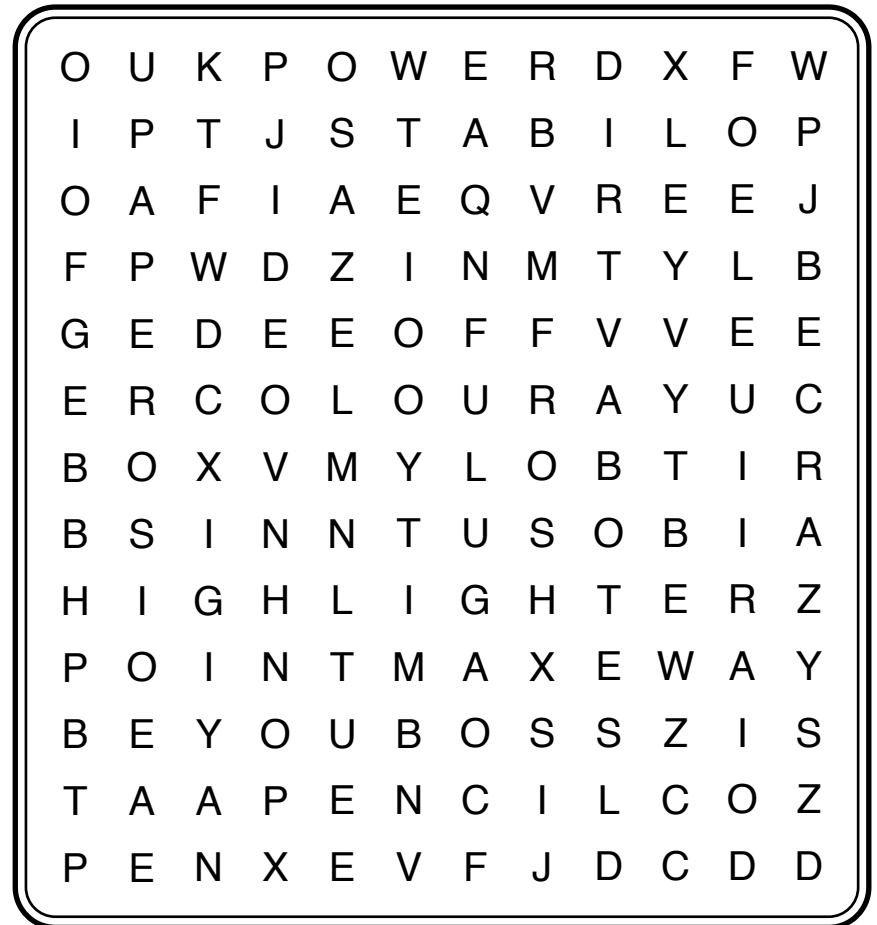 O U K P O W E R D X F W
I P T J S T A B I L O P
O A F I A E Q V R E E J
F P W D Z I N M T Y L B
G E D E E O F F V V E E
E R C O L O U R A Y U C
B O X V M Y L O B T I R
B S I N N T U S O B I A
H I G H L I G H T E R Z
P O I N T M A X E W A Y
B E Y O U B O S S Z I S
T A A P E N C I L C O Z
P E N X E V F J D C D D